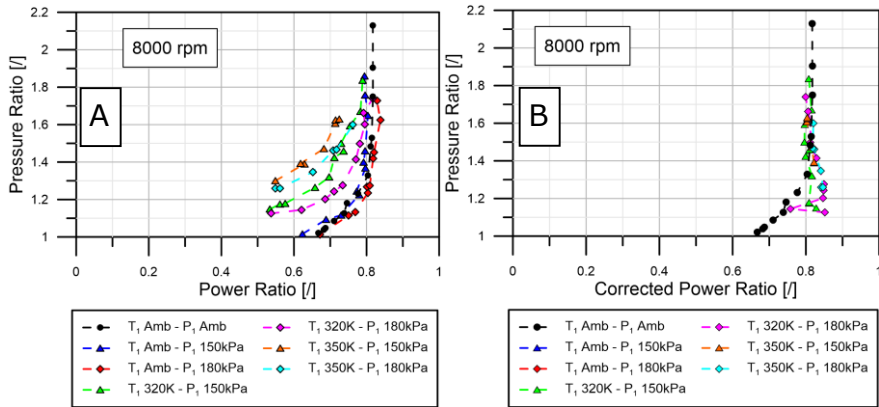 2.2
2
1.8
1.6
1.4
1.2
1
Pressure Ratio [/]
8000 rpm
A
0 0.2 0.4 0.6 0.8 1
Power Ratio [/]
T1 Amb - P1 Amb
T1 Amb - P1 150kPa
T1 Amb - P1 180kPa
T1 320K - P1 150kPa
T1 320K - P1 180kPa
T1 350K - P1 150kPa
T1 350K - P1 180kPa
2.2
2
1.8
1.6
1.4
1.2
1
Pressure Ratio [/]
8000 rpm
B
0 0.2 0.4 0.6 0.8 1
Corrected Power Ratio [/]
T1 Amb - P1 Amb
T1 Amb - P1 150kPa
T1 Amb - P1 180kPa
T1 320K - P1 150kPa
T1 320K - P1 180kPa
T1 350K - P1 150kPa
T1 350K - P1 180kPa